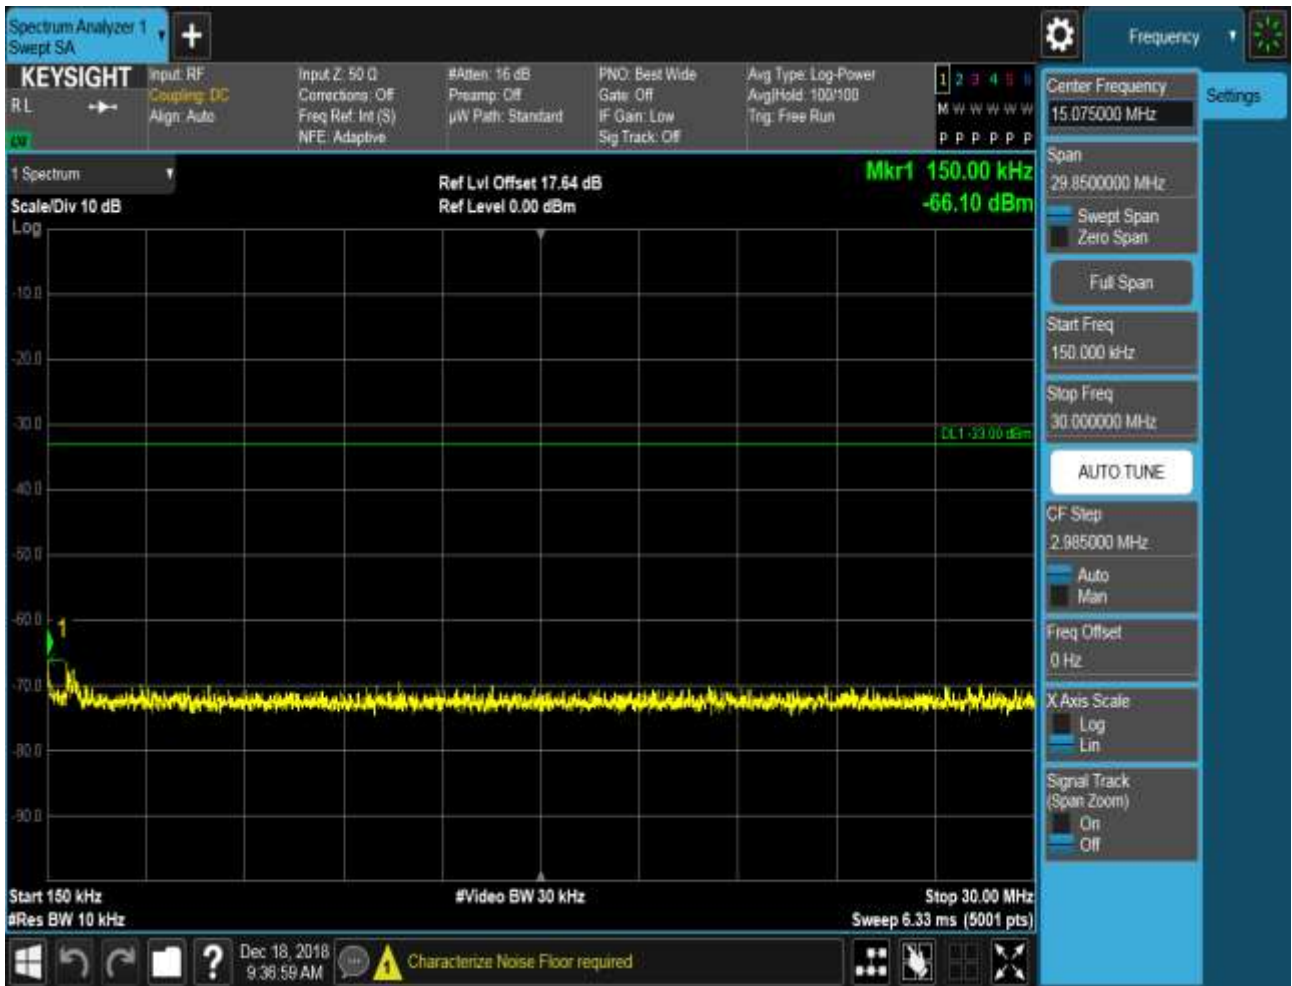 Spectrum Analyzer 1
Swept SA
Frequency
KEYSIGHT
RL
Input: RF
Coupling: DC
Align: Auto
Input Z: 50 Ω
Corrections: Off
Freq Ref: Int (S)
NFE: Adaptive
#Atten: 16 dB
Preamp: Off
µW Path: Standard
PNO: Best Wide
Gate: Off
IF Gain: Low
Sig Track: Off
Avg Type: Log-Power
Avg|Hold: 100/100
Trig: Free Run
1 2 3 4 5 6
M W W W W W
P P P P P P
1 Spectrum
Scale/Div 10 dB
Log
Ref Lvl Offset 17.64 dB
Ref Level 0.00 dBm
Mkr1 150.00 kHz
-66.10 dBm
-10.0
-20.0
-30.0
DL1 -33.00 dBm
-40.0
-50.0
-60.0
1
-70.0
-80.0
-90.0
Start 150 kHz
#Video BW 30 kHz
Stop 30.00 MHz
#Res BW 10 kHz
Sweep 6.33 ms (5001 pts)
Dec 18, 2018
9:36:59 AM
Characterize Noise Floor required
Center Frequency
15.075000 MHz
Settings
Span
29.8500000 MHz
Swept Span
Zero Span
Full Span
Start Freq
150.000 kHz
Stop Freq
30.000000 MHz
AUTO TUNE
CF Step
2.985000 MHz
Auto
Man
Freq Offset
0 Hz
X Axis Scale
Log
Lin
Signal Track
(Span Zoom)
On
Off